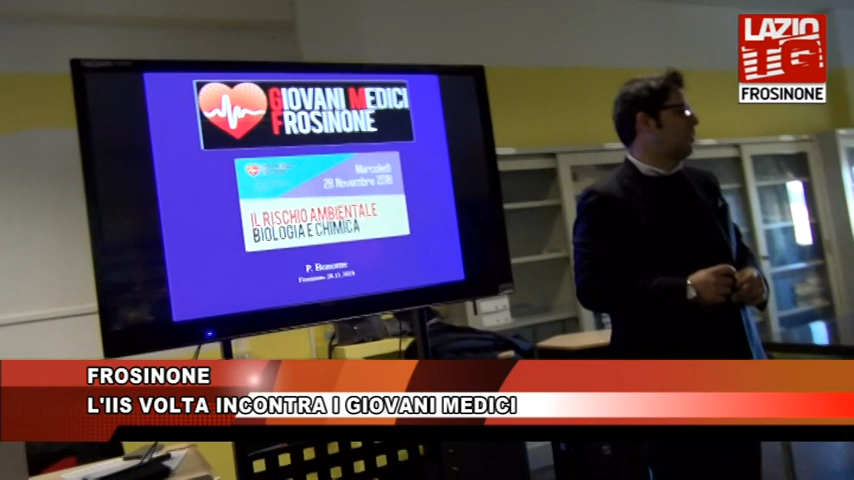 LAZIO
TG
FROSINONE
GIOVANI MEDICI
FROSINONE
Mercoledì
28 Novembre 2018
IL RISCHIO AMBIENTALE
BIOLOGIA E CHIMICA
P. Bonome
FROSINONE
L'IIS VOLTA INCONTRA I GIOVANI MEDICI